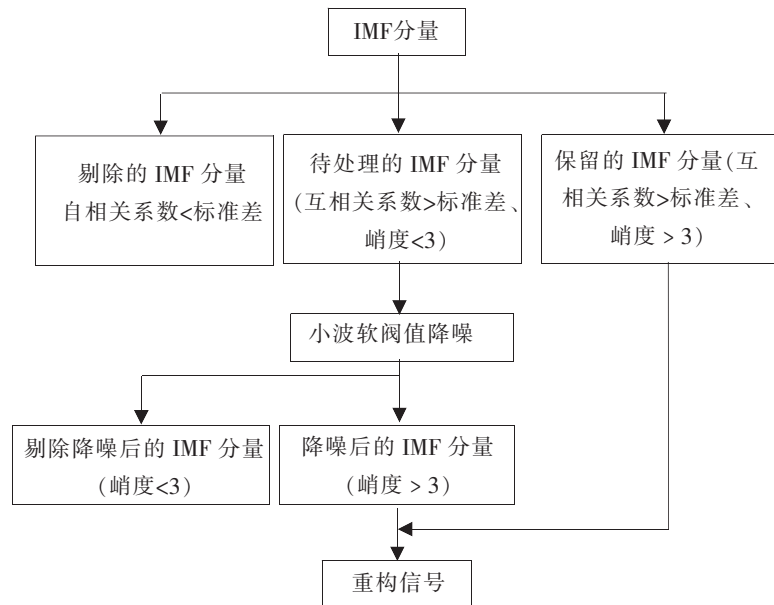 IMF分量
剔除的 IMF 分量
自相关系数<标准差
待处理的 IMF 分量
(互相关系数>标准差、
峭度<3)
保留的 IMF 分量(互
相关系数>标准差、
峭度 > 3)
小波软阀值降噪
剔除降噪后的 IMF 分量
(峭度<3)
降噪后的 IMF 分量
(峭度 > 3)
重构信号